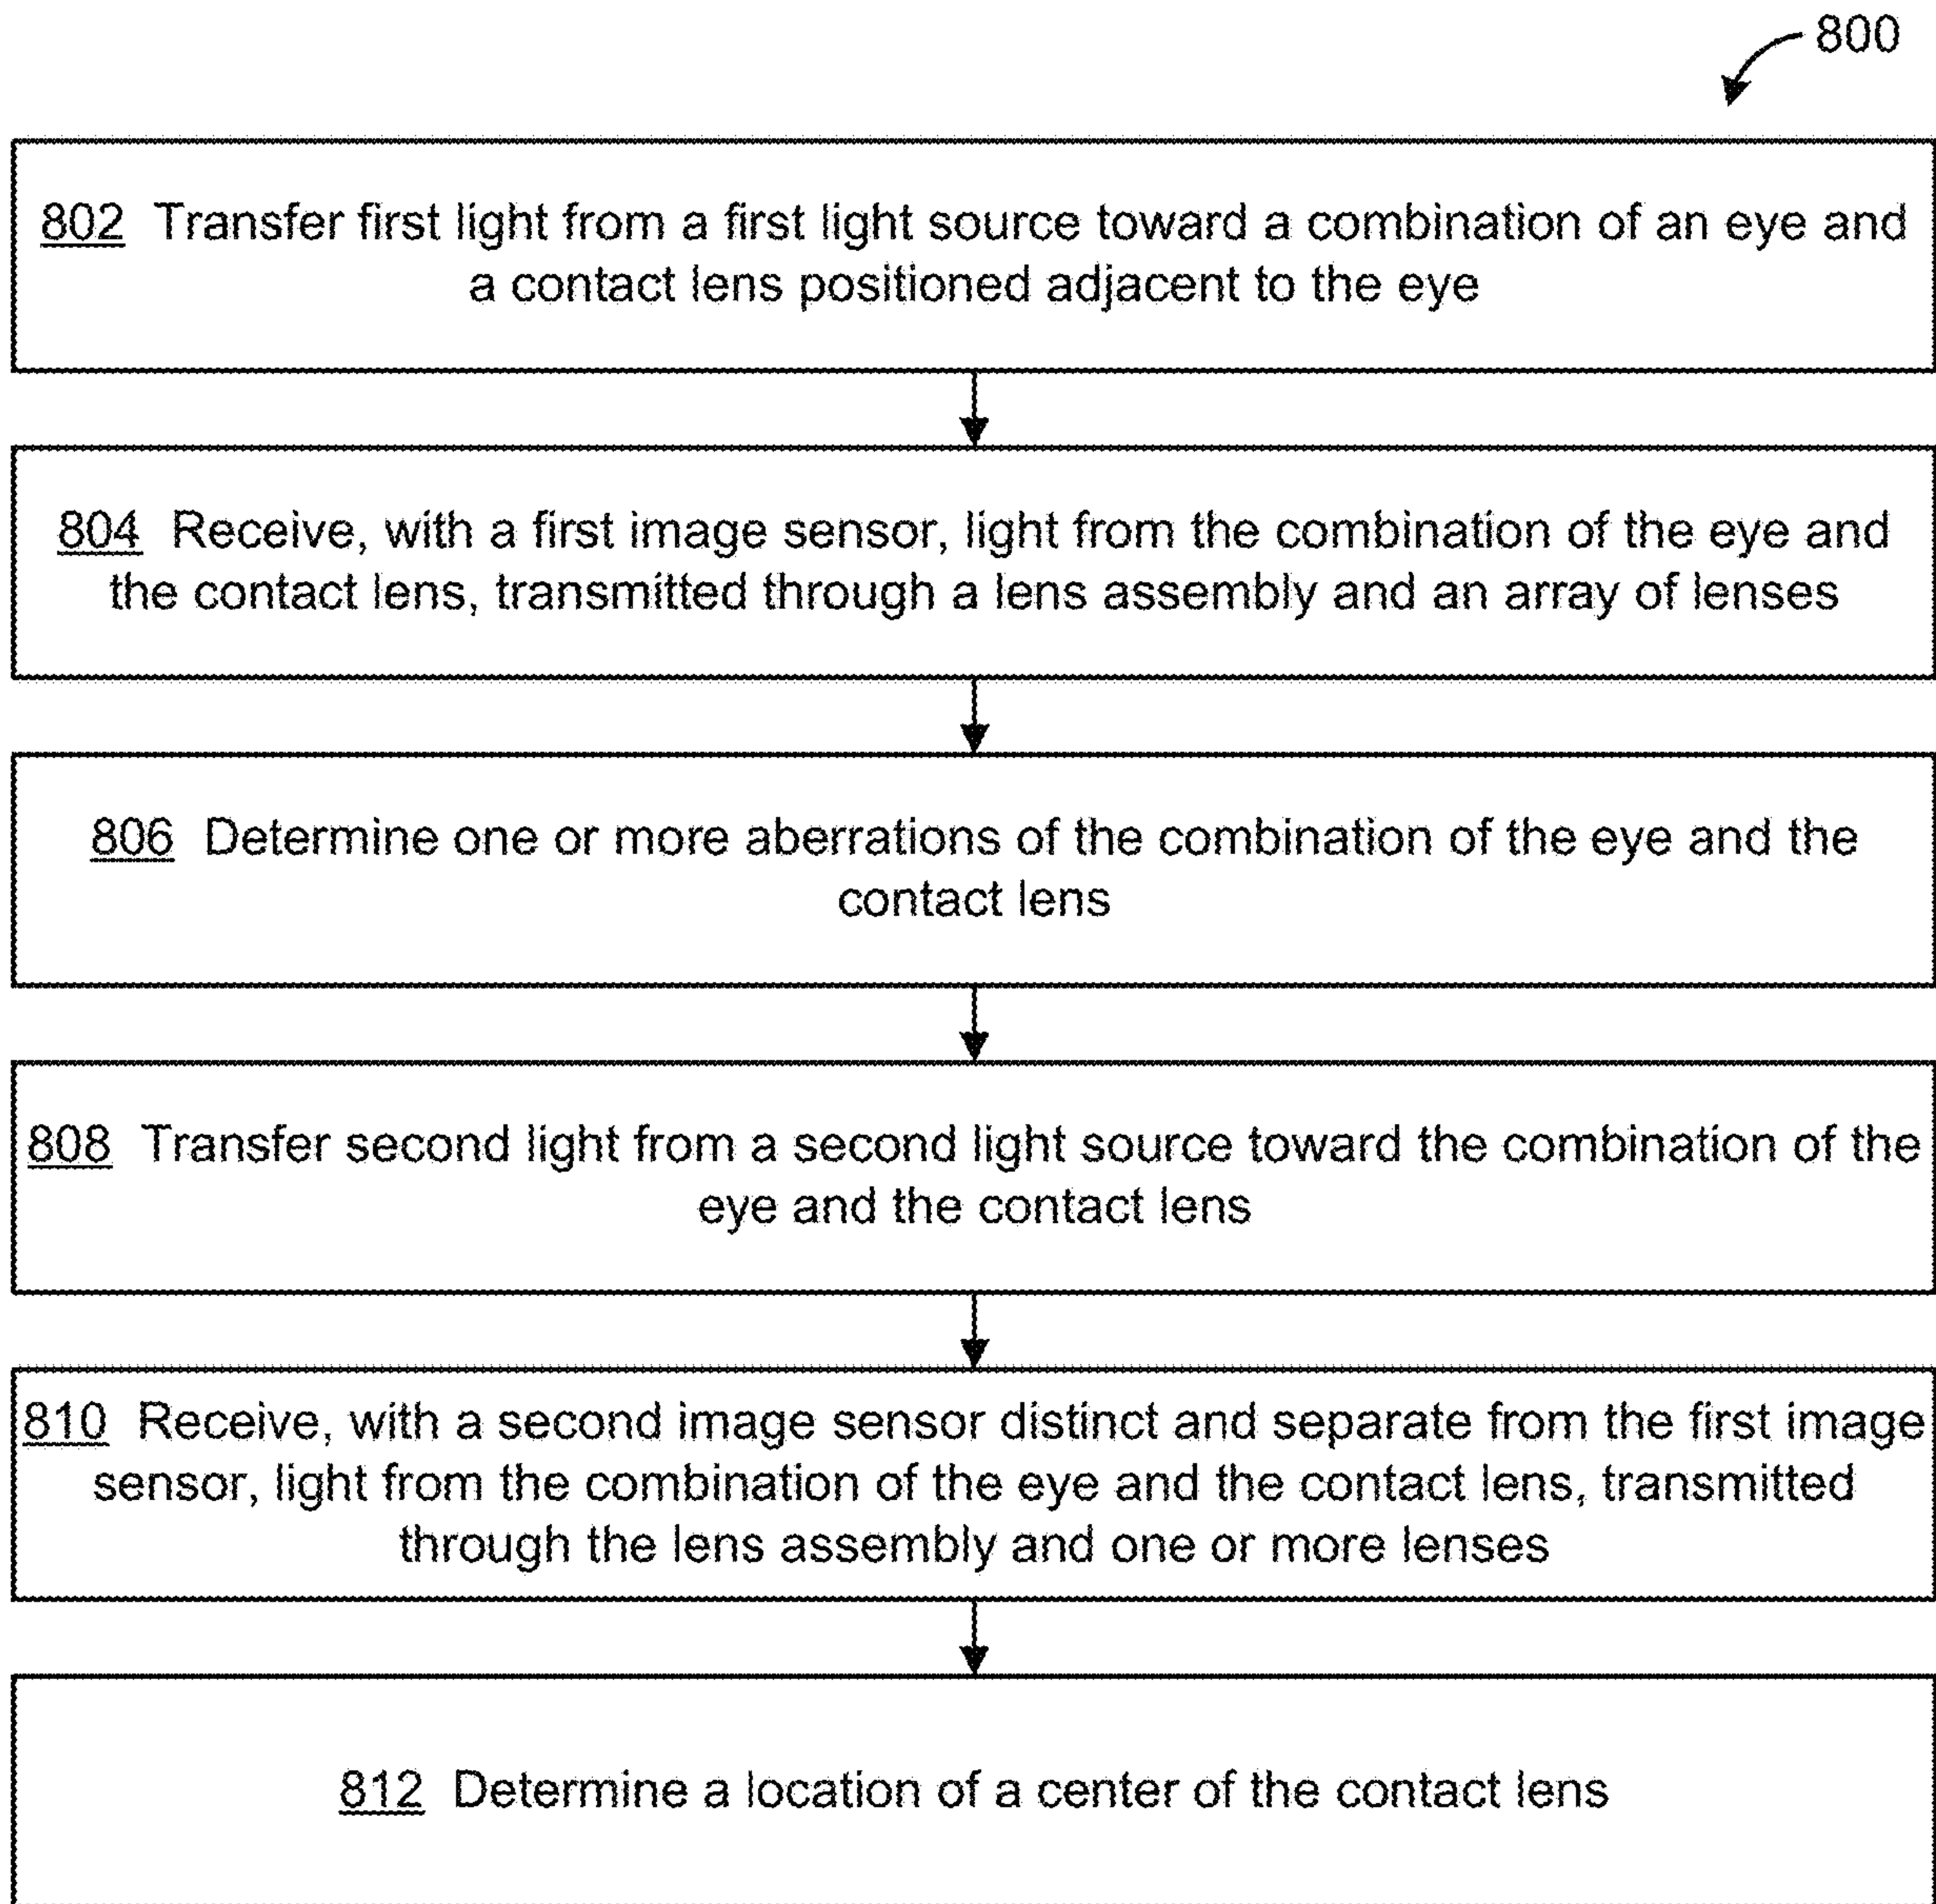 800
802 Transfer first light from a first light source toward a combination of an eye and
a contact lens positioned adjacent to the eye
804 Receive, with a first image sensor, light from the combination of the eye and
the contact lens, transmitted through a lens assembly and an array of lenses
806 Determine one or more aberrations of the combination of the eye and the
contact lens
808 Transfer second light from a second light source toward the combination of the
eye and the contact lens
810 Receive, with a second image sensor distinct and separate from the first image
sensor, light from the combination of the eye and the contact lens, transmitted
through the lens assembly and one or more lenses
812 Determine a location of a center of the contact lens